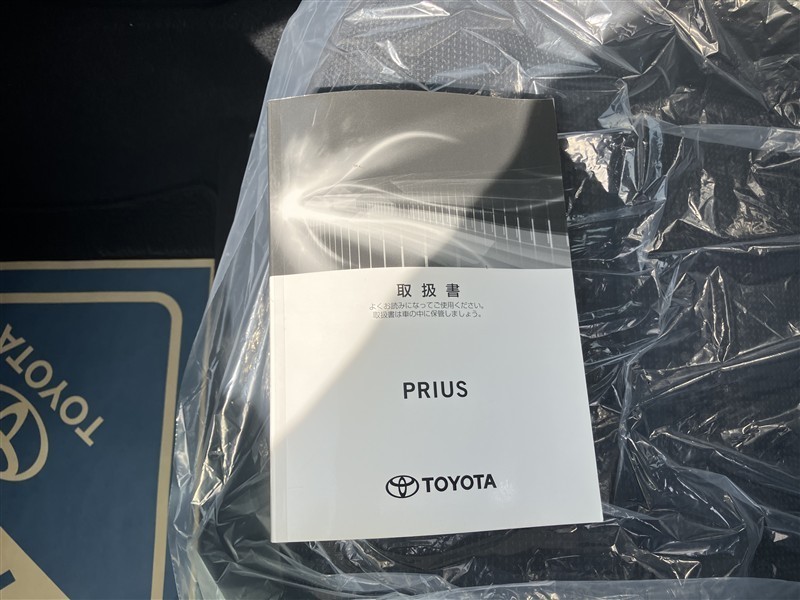 取扱書
よくお読みになってご使用ください。
取扱書は車の中に保管しましょう。
PRIUS
TOYOTA
TOYOTA